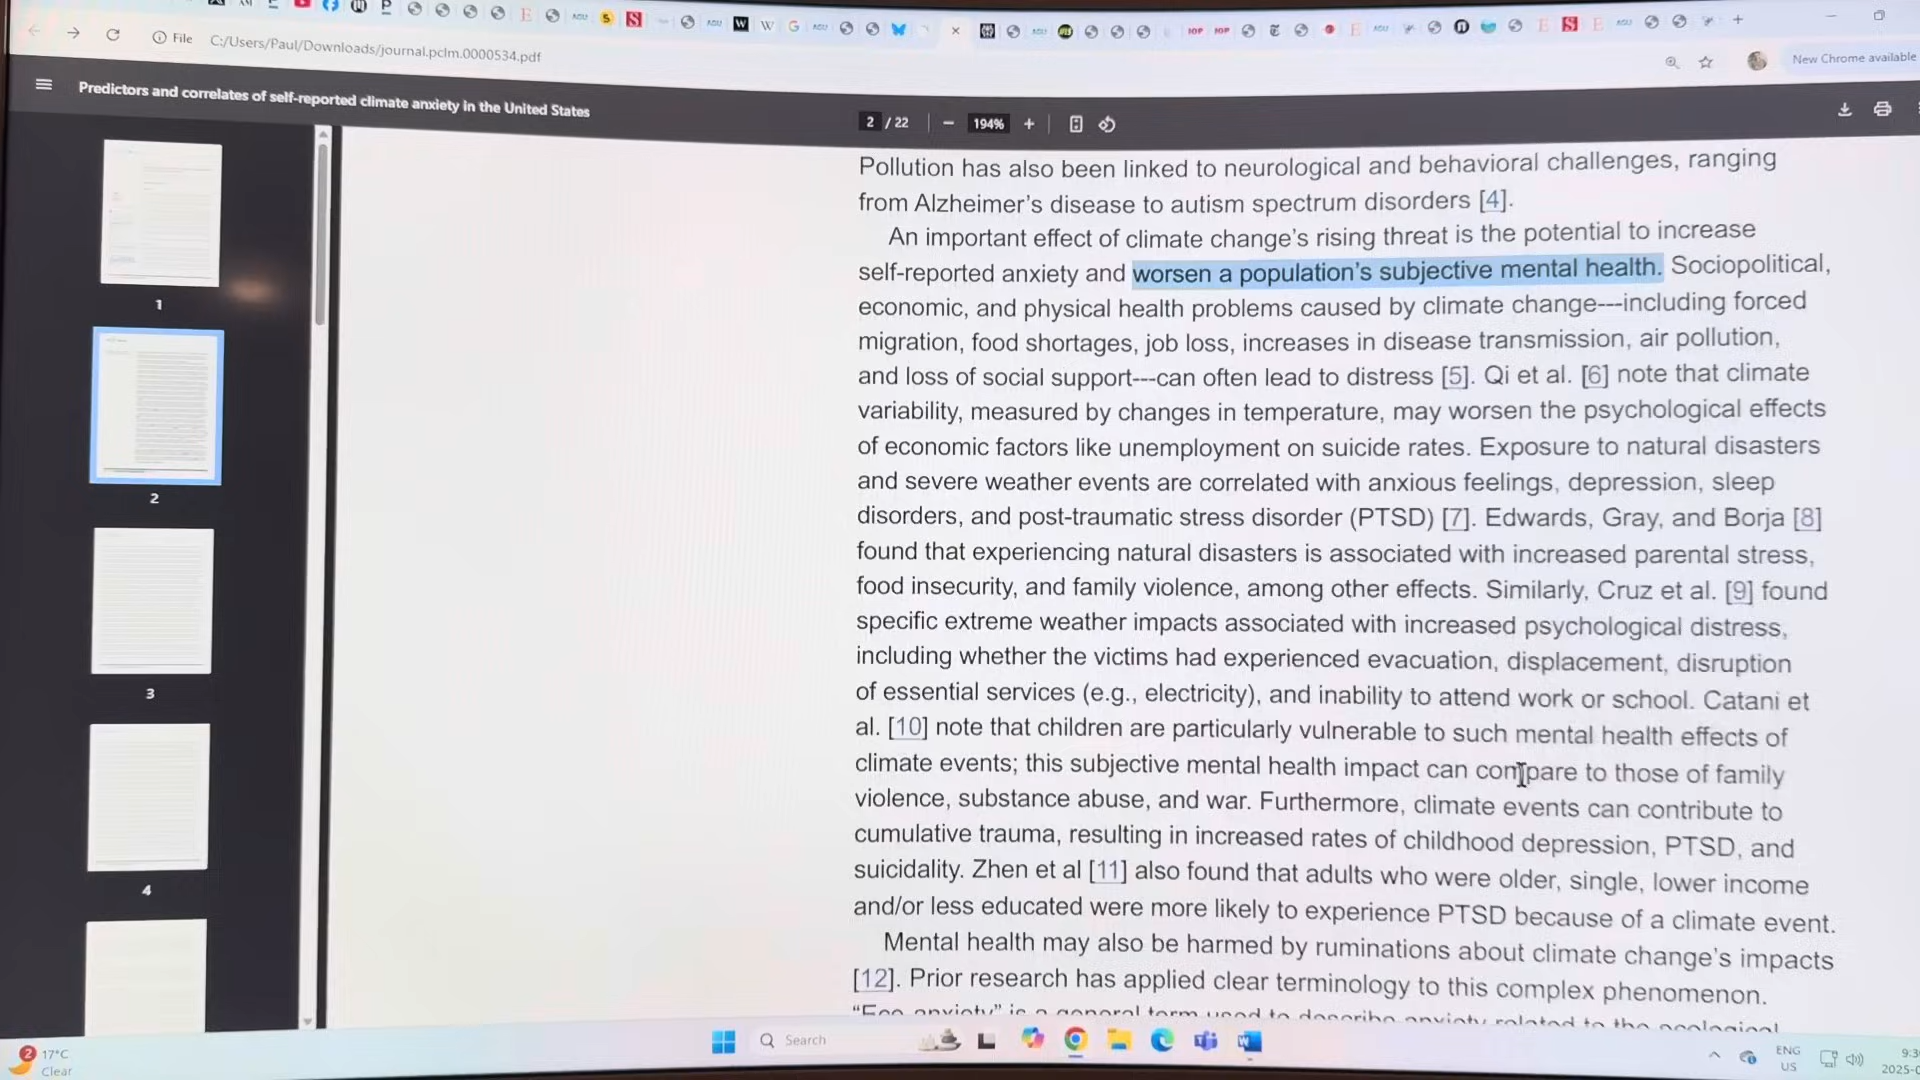 File
C:/Users/Paul/Downloads/journal.pclm.0000534.pdf
New Chrome available
Predictors and correlates of self-reported climate anxiety in the United States
2 / 22
194%
Pollution has also been linked to neurological and behavioral challenges, ranging
from Alzheimer's disease to autism spectrum disorders [4].
An important effect of climate change's rising threat is the potential to increase
self-reported anxiety and worsen a population's subjective mental health. Sociopolitical,
economic, and physical health problems caused by climate change---including forced
migration, food shortages, job loss, increases in disease transmission, air pollution,
and loss of social support---can often lead to distress [5]. Qi et al. [6] note that climate
variability, measured by changes in temperature, may worsen the psychological effects
of economic factors like unemployment on suicide rates. Exposure to natural disasters
and severe weather events are correlated with anxious feelings, depression, sleep
disorders, and post-traumatic stress disorder (PTSD) [7]. Edwards, Gray, and Borja [8]
found that experiencing natural disasters is associated with increased parental stress,
food insecurity, and family violence, among other effects. Similarly, Cruz et al. [9] found
specific extreme weather impacts associated with increased psychological distress,
including whether the victims had experienced evacuation, displacement, disruption
of essential services (e.g., electricity), and inability to attend work or school. Catani et
al. [10] note that children are particularly vulnerable to such mental health effects of
climate events; this subjective mental health impact can compare to those of family
violence, substance abuse, and war. Furthermore, climate events can contribute to
cumulative trauma, resulting in increased rates of childhood depression, PTSD, and
suicidality. Zhen et al [11] also found that adults who were older, single, lower income
and/or less educated were more likely to experience PTSD because of a climate event.
Mental health may also be harmed by ruminations about climate change's impacts
[12]. Prior research has applied clear terminology to this complex phenomenon.
1
2
3
4
2
17°C
Clear
Search
ENG
US